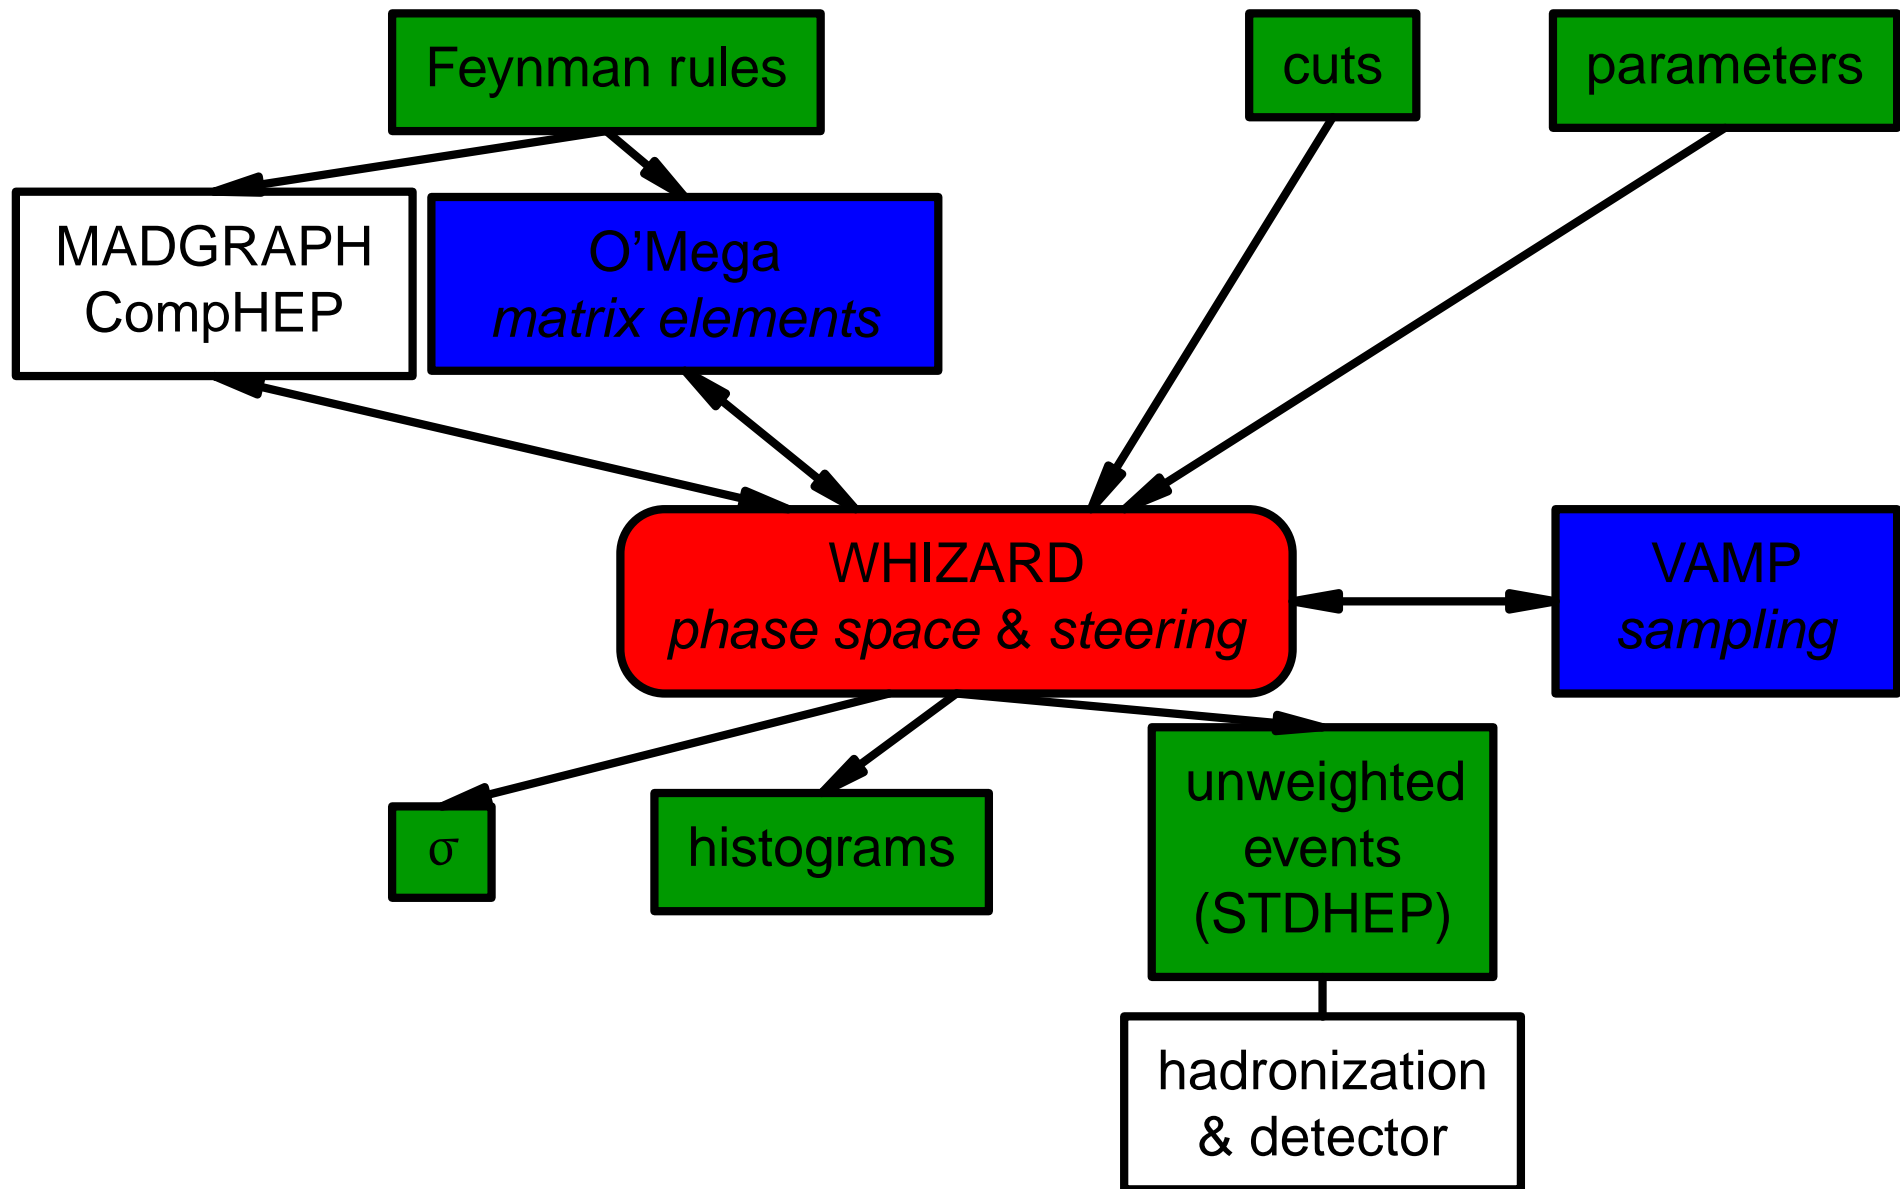 Feynman rules
cuts
parameters
MADGRAPH
CompHEP
O’Mega
matrix elements
WHIZARD
phase space & steering
VAMP
sampling
σ
histograms
unweighted
events
(STDHEP)
hadronization
& detector